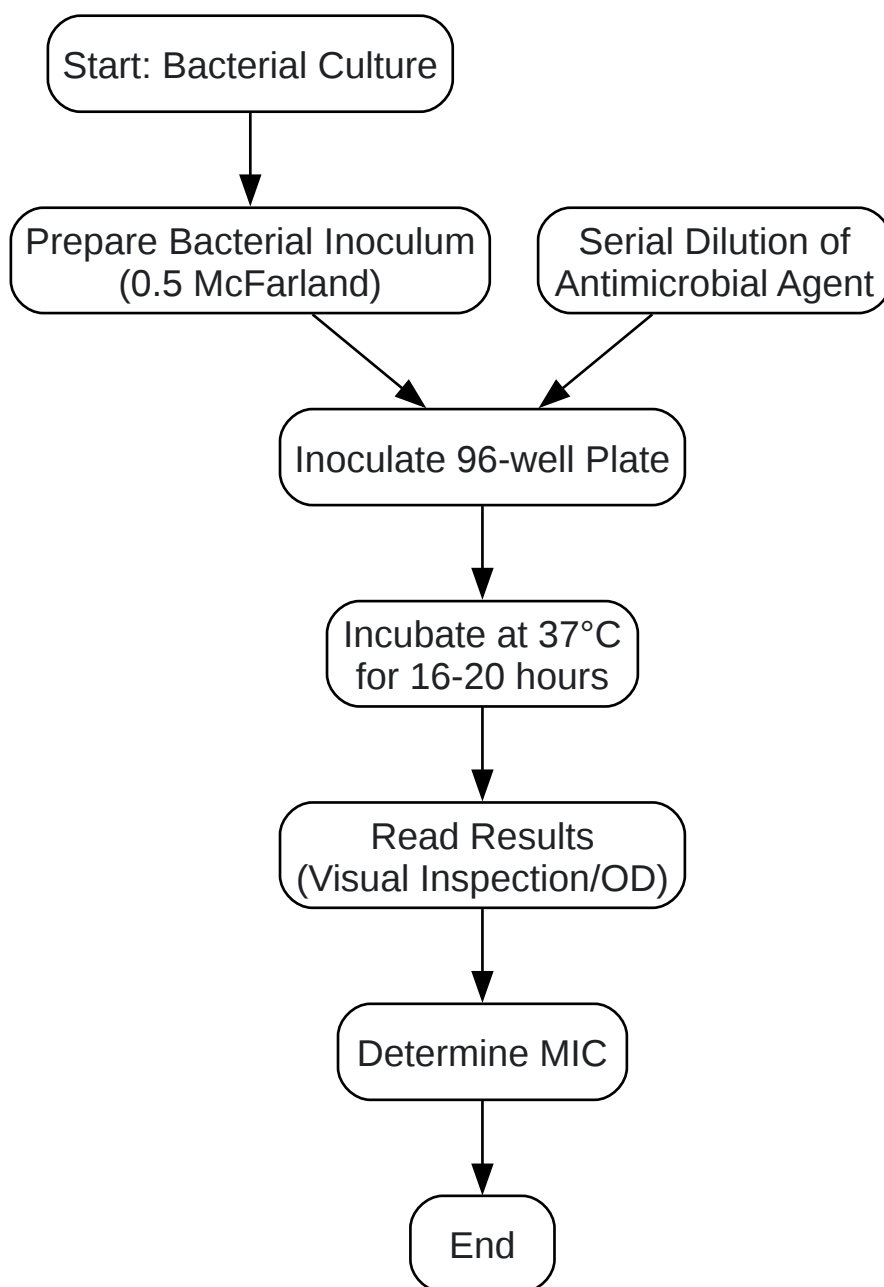 Start: Bacterial Culture
Prepare Bacterial Inoculum
(0.5 McFarland)
Serial Dilution of
Antimicrobial Agent
Inoculate 96-well Plate
Incubate at 37°C
for 16-20 hours
Read Results
(Visual Inspection/OD)
Determine MIC
End